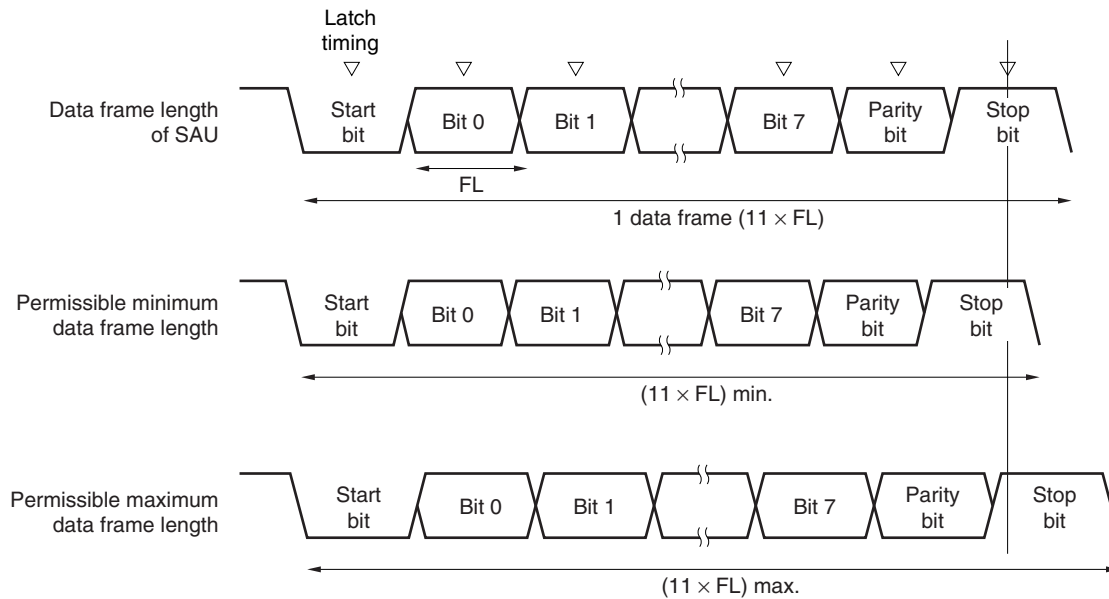 Latch
timing
Data frame length
of SAU
Start
bit
Bit 0
Bit 1
Bit 7
Parity
bit
Stop
bit
FL
1 data frame (11 × FL)
Permissible minimum
data frame length
Start
bit
Bit 0
Bit 1
Bit 7
Parity
bit
Stop
bit
(11 × FL) min.
Permissible maximum
data frame length
Start
bit
Bit 0
Bit 1
Bit 7
Parity
bit
Stop
bit
(11 × FL) max.